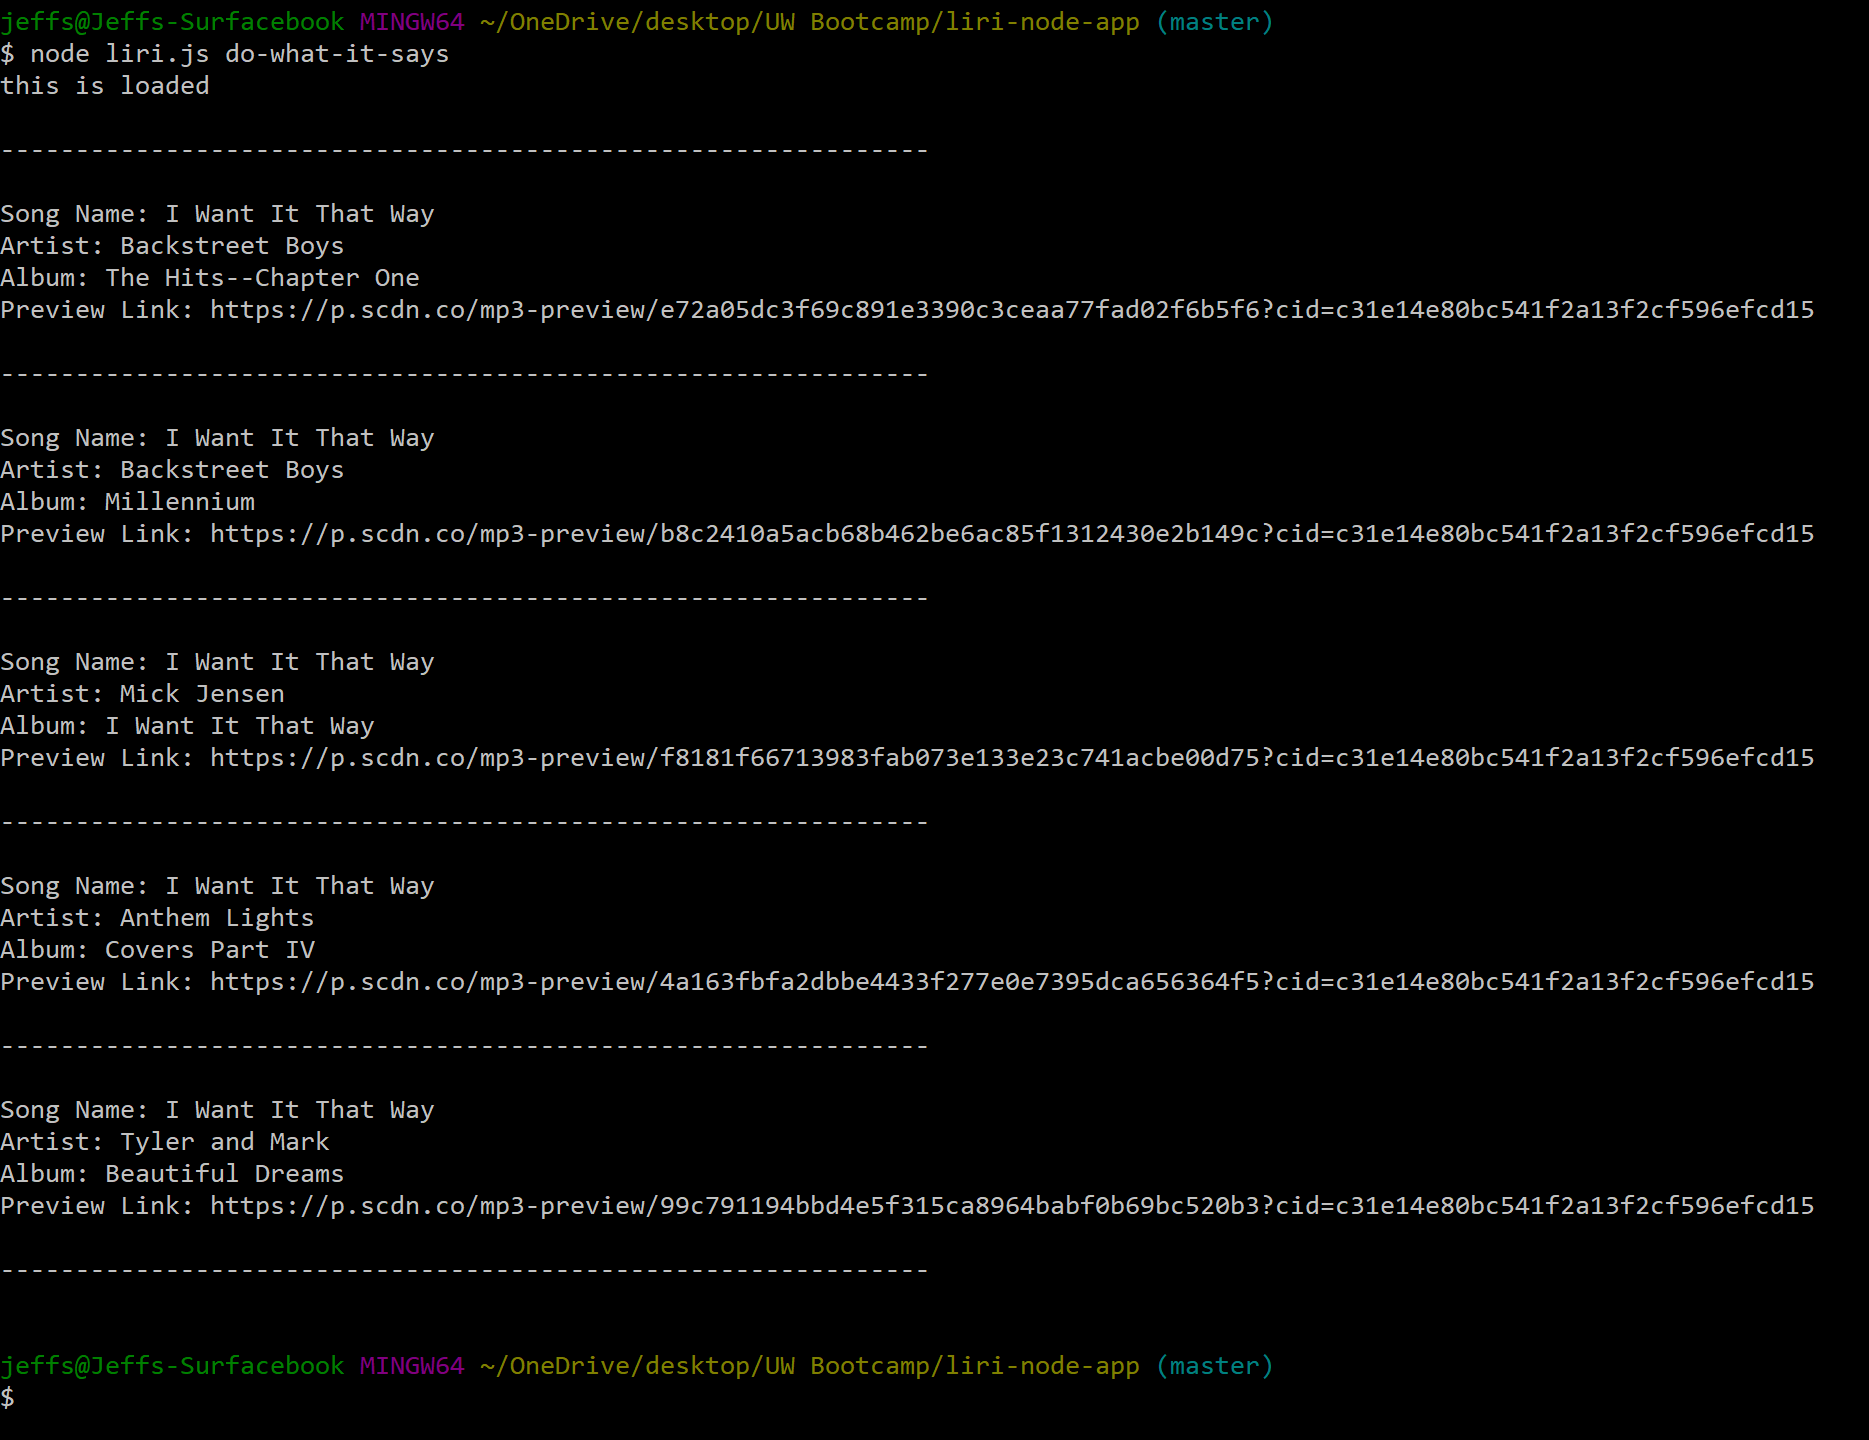 jeffs@Jeffs-Surfacebook MINGW64 ~/OneDrive/desktop/UW Bootcamp/liri-node-app (master)
$ node liri.js do-what-it-says
this is loaded
--------------------------------------------------------------
Song Name: I Want It That Way
Artist: Backstreet Boys
Album: The Hits--Chapter One
Preview Link: https://p.scdn.co/mp3-preview/e72a05dc3f69c891e3390c3ceaa77fad02f6b5f6?cid=c31e14e80bc541f2a13f2cf596efcd15
--------------------------------------------------------------
Song Name: I Want It That Way
Artist: Backstreet Boys
Album: Millennium
Preview Link: https://p.scdn.co/mp3-preview/b8c2410a5acb68b462be6ac85f1312430e2b149c?cid=c31e14e80bc541f2a13f2cf596efcd15
--------------------------------------------------------------
Song Name: I Want It That Way
Artist: Mick Jensen
Album: I Want It That Way
Preview Link: https://p.scdn.co/mp3-preview/f8181f66713983fab073e133e23c741acbe00d75?cid=c31e14e80bc541f2a13f2cf596efcd15
--------------------------------------------------------------
Song Name: I Want It That Way
Artist: Anthem Lights
Album: Covers Part IV
Preview Link: https://p.scdn.co/mp3-preview/4a163fbfa2dbbe4433f277e0e7395dca656364f5?cid=c31e14e80bc541f2a13f2cf596efcd15
--------------------------------------------------------------
Song Name: I Want It That Way
Artist: Tyler and Mark
Album: Beautiful Dreams
Preview Link: https://p.scdn.co/mp3-preview/99c791194bbd4e5f315ca8964babf0b69bc520b3?cid=c31e14e80bc541f2a13f2cf596efcd15
--------------------------------------------------------------
jeffs@Jeffs-Surfacebook MINGW64 ~/OneDrive/desktop/UW Bootcamp/liri-node-app (master)
$